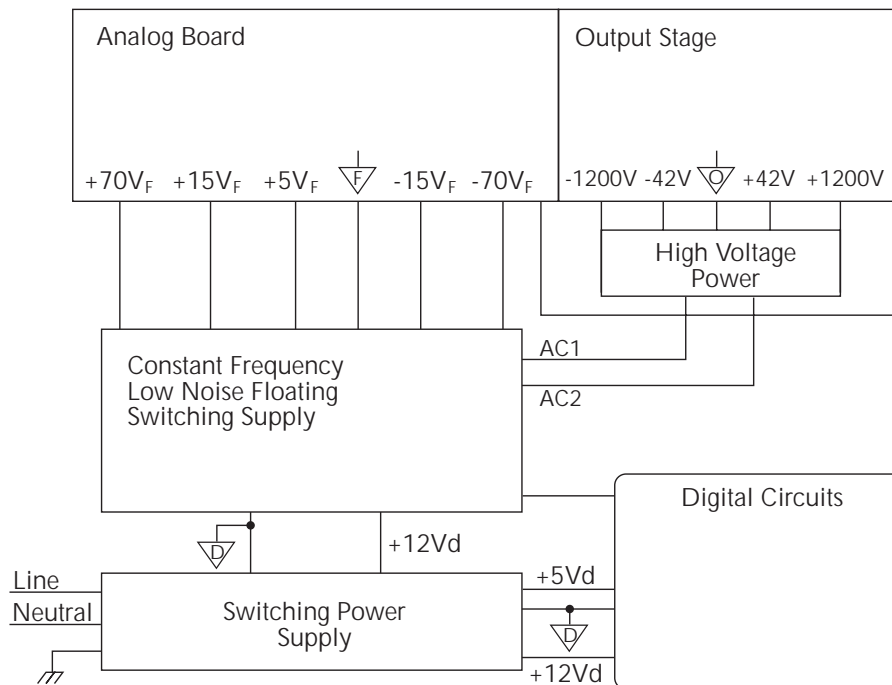 Analog Board
Output Stage
+70VF +15VF +5VF F -15VF -70VF
-1200V -42V O +42V +1200V
High Voltage
Power
Constant Frequency
Low Noise Floating
Switching Supply
AC1
AC2
Digital Circuits
D
+12Vd
Line
Neutral
Switching Power
Supply
+5Vd
D
+12Vd